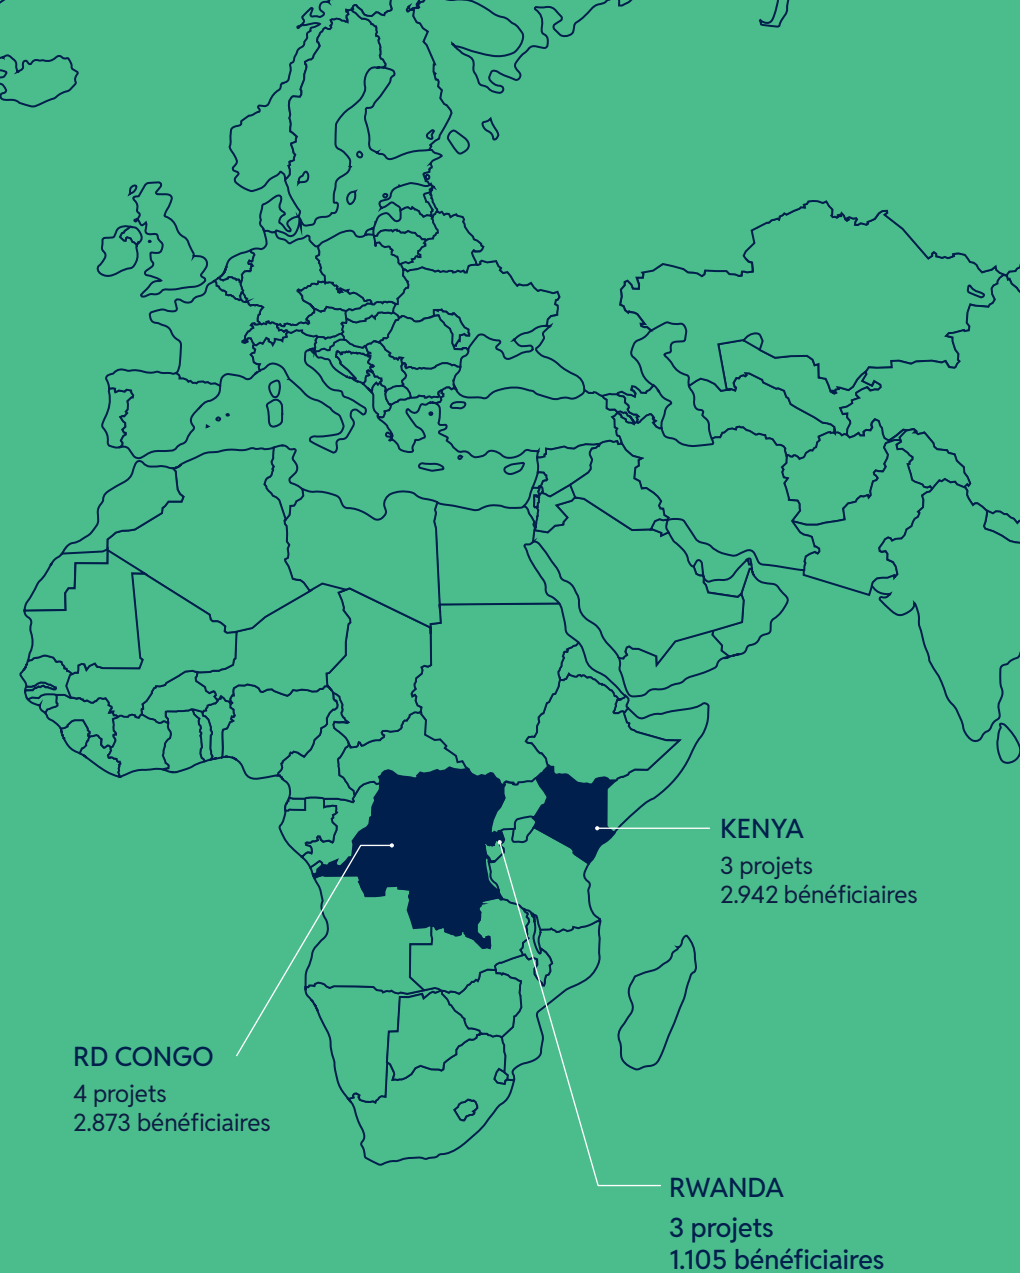 KENYA
3 projets
2.942 bénéficiaires
RD CONGO
4 projets
2.873 bénéficiaires
RWANDA
3 projets
1.105 bénéficiaires